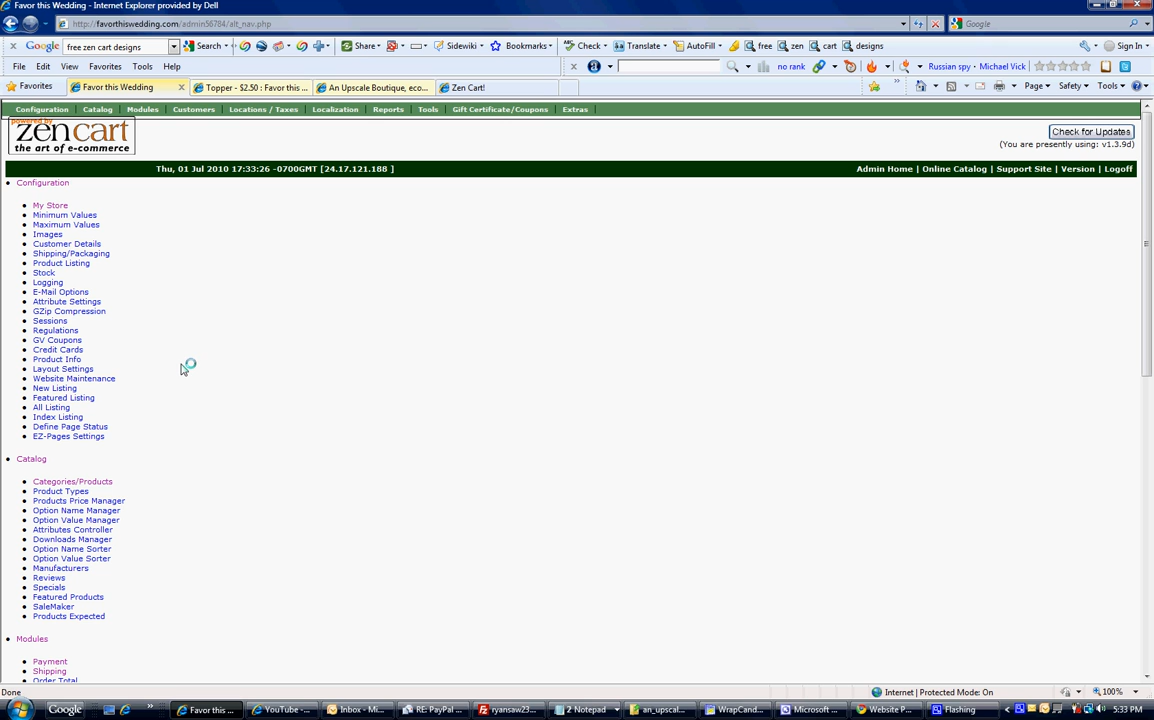 Favor this Wedding - Internet Explorer provided by Dell
http://favorthiswedding.com/admin56784/alt_nav.php
Google
Google free zen cart designs Search Share Sidewiki Bookmarks Check Translate AutoFill free zen cart designs Sign In
File Edit View Favorites Tools Help
no rank Russian spy Michael Vick
Favorites Favor this Wedding Topper - $2.50 : Favor this ... An Upscale Boutique, eco... Zen Cart! Page Safety Tools
Configuration Catalog Modules Customers Locations / Taxes Localization Reports Tools Gift Certificate/Coupons Extras
powered by
zencart
the art of e-commerce
Check for Updates
(You are presently using: v1.3.9d)
Thu, 01 Jul 2010 17:33:26 -0700GMT [24.17.121.188 ]
Admin Home | Online Catalog | Support Site | Version | Logoff
Configuration
My Store
Minimum Values
Maximum Values
Images
Customer Details
Shipping/Packaging
Product Listing
Stock
Logging
E-Mail Options
Attribute Settings
GZip Compression
Sessions
Regulations
GV Coupons
Credit Cards
Product Info
Layout Settings
Website Maintenance
New Listing
Featured Listing
All Listing
Index Listing
Define Page Status
EZ-Pages Settings
Catalog
Categories/Products
Product Types
Products Price Manager
Option Name Manager
Option Value Manager
Attributes Controller
Downloads Manager
Option Name Sorter
Option Value Sorter
Manufacturers
Reviews
Specials
Featured Products
SaleMaker
Products Expected
Modules
Payment
Shipping
Order Total
Done
Internet | Protected Mode: On
100%
Google Favor this ... YouTube -... Inbox - Mi... RE: PayPal ... ryansaw23... 2 Notepad an_upscal... WrapCand... Microsoft ... Website P... Flashing 5:33 PM